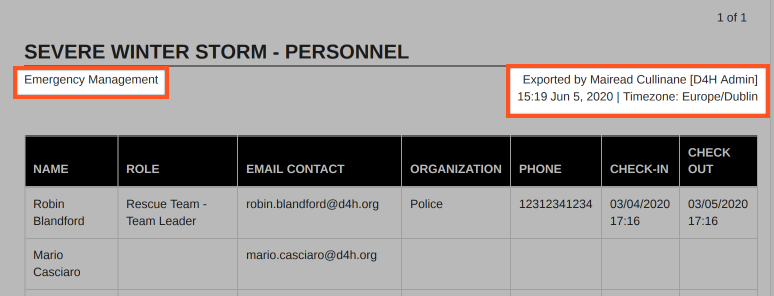 1 of 1
SEVERE WINTER STORM - PERSONNEL
Emergency Management
Exported by Mairead Cullinane [D4H Admin]
15:19 Jun 5, 2020 | Timezone: Europe/Dublin
NAME ROLE EMAIL CONTACT ORGANIZATION PHONE CHECK-IN CHECK OUT
Robin Blandford Rescue Team - Team Leader robin.blandford@d4h.org Police 12312341234 03/04/2020 17:16 03/05/2020 17:16
Mario Casciaro mario.casciaro@d4h.org